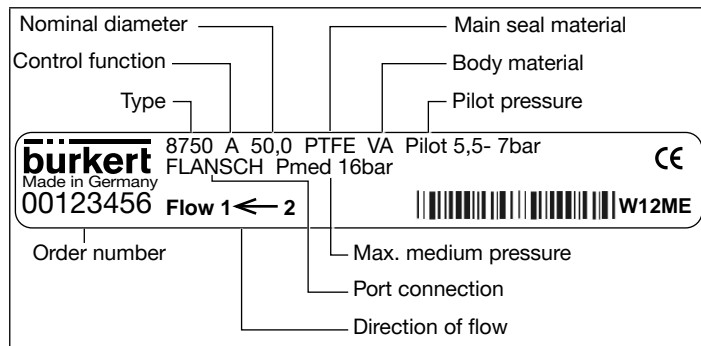 Nominal diameter
Main seal material
Control function
Body material
Type
Pilot pressure
8750 A 50,0 PTFE VA Pilot 5,5- 7bar
FLANSCH Pmed 16bar
bürkert
Made in Germany
CE
00123456
Flow 1 ← 2
W12ME
Order number
Max. medium pressure
Port connection
Direction of flow